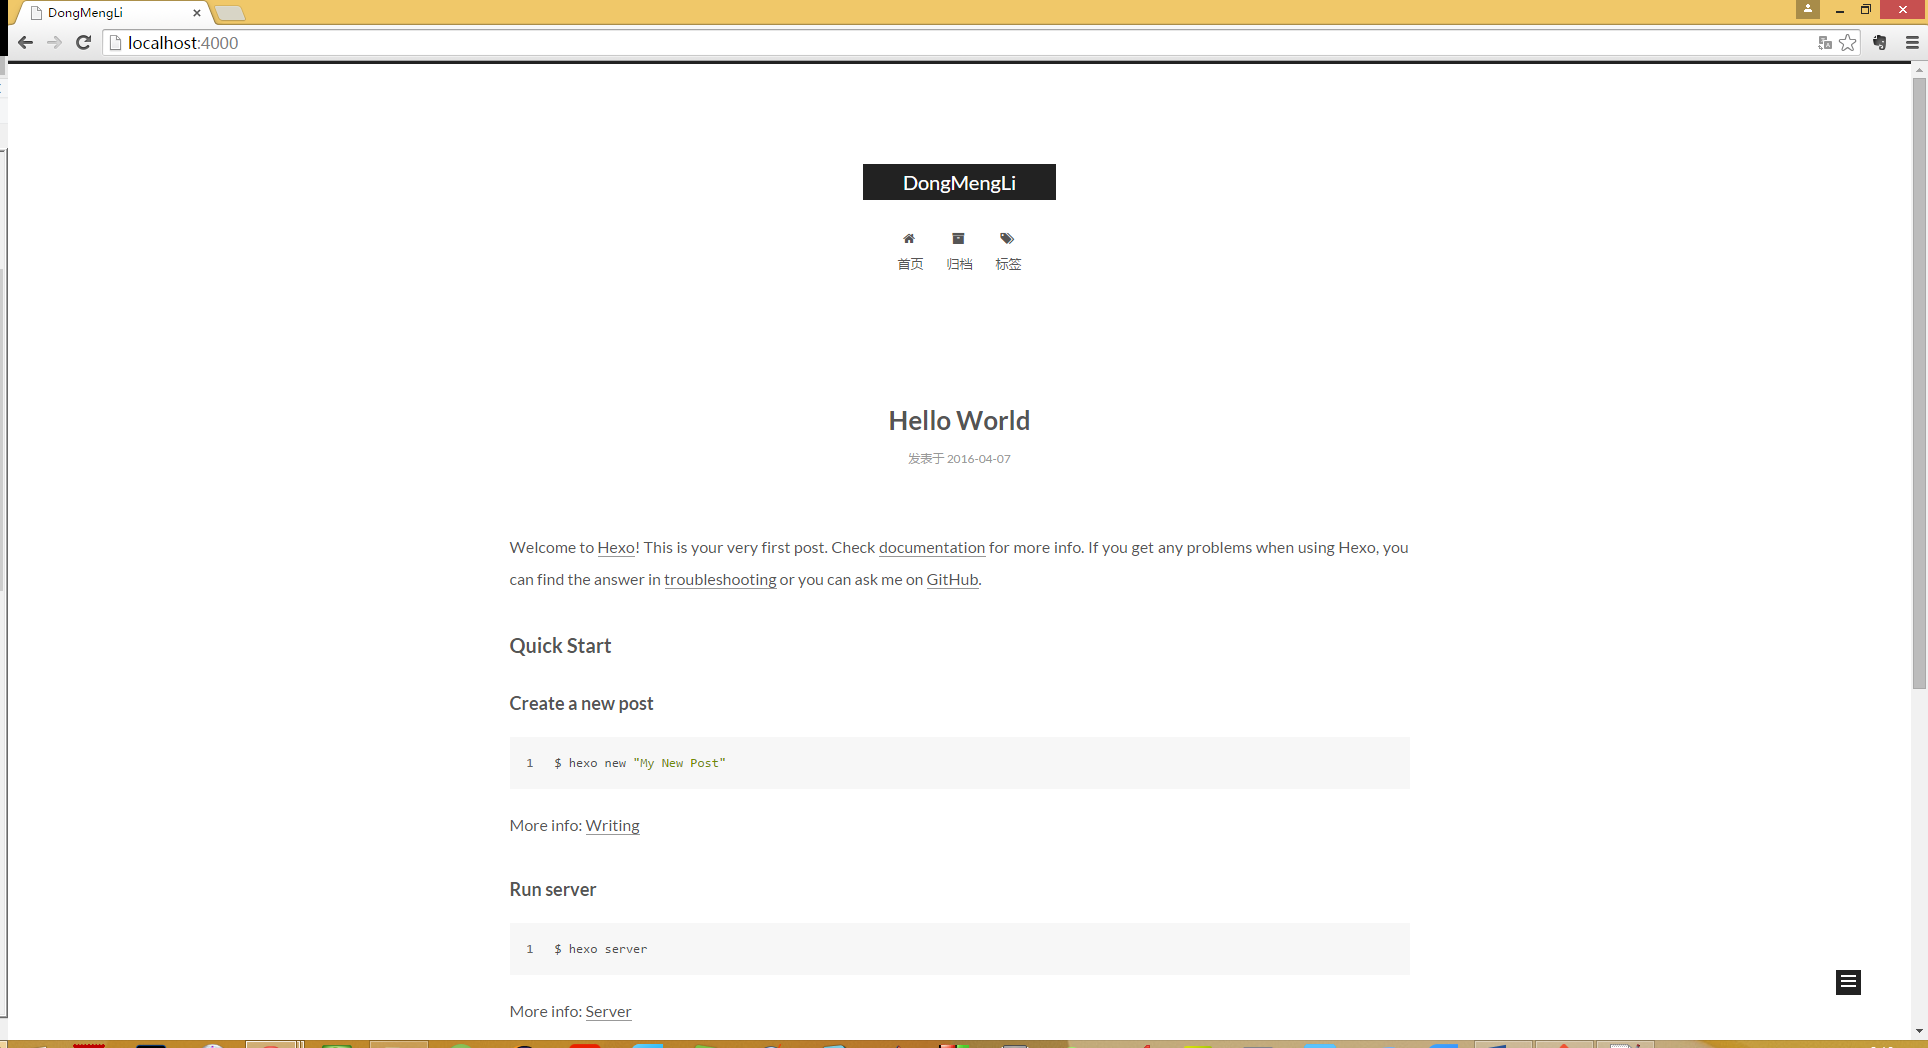 DongMengLi
localhost:4000
DongMengLi
首页 归档 标签
Hello World
发表于 2016-04-07
Welcome to Hexo! This is your very first post. Check documentation for more info. If you get any problems when using Hexo, you
can find the answer in troubleshooting or you can ask me on GitHub.
Quick Start
Create a new post
1 $ hexo new "My New Post"
More info: Writing
Run server
1 $ hexo server
More info: Server